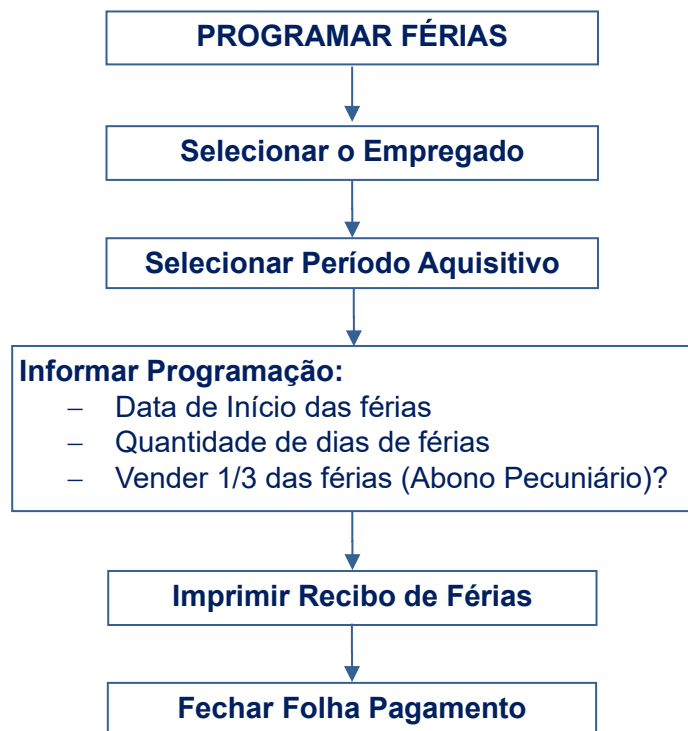 PROGRAMAR FÉRIAS
Selecionar o Empregado
Selecionar Período Aquisitivo
Informar Programação:
– Data de Início das férias
– Quantidade de dias de férias
– Vender 1/3 das férias (Abono Pecuniário)?
Imprimir Recibo de Férias
Fechar Folha Pagamento